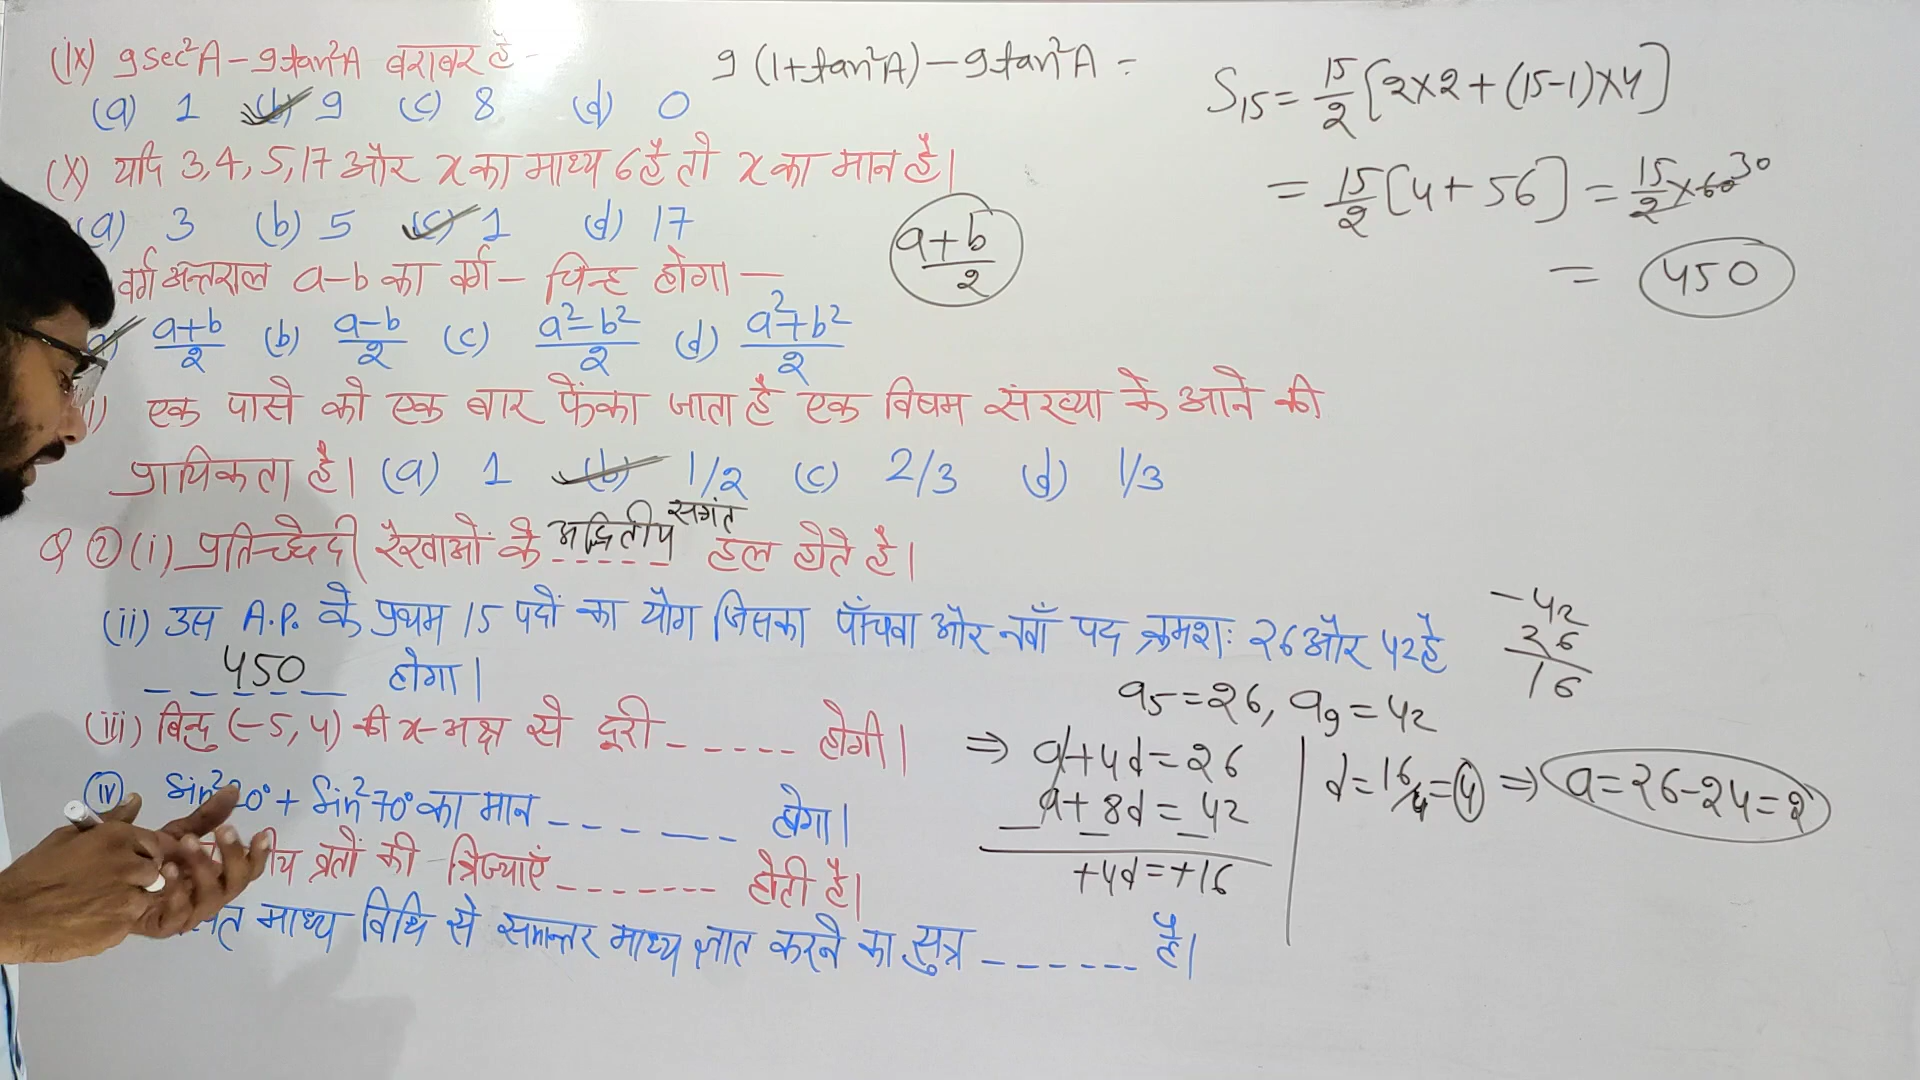 (ix) 9sec²A-9tan²A बराबर है-
(a) 1 (b) 9 (c) 8 (d) 0
9(1+tan²A)-9tan²A =
S₁₅ = 15/2 [2×2+(15-1)×4]
= 15/2 [4+56] = 15/2 ×60 30
= 450
(X) यदि 3,4,5,17 और x का माध्य 6 है तो x का मान है।
(a) 3 (b) 5 (c) 1 (d) 17
वर्ग अन्तराल a-b का वर्ग - चिन्ह होगा —
a+b/2
a+b/2 (b) a-b/2 (c) a²-b²/2 (d) a²+b²/2
i) एक पासे को एक बार फेंका जाता है एक विषम संख्या के आने की
प्रायिकता है। (a) 1 (b) 1/2 (c) 2/3 (d) 1/3
Q ② (i) प्रतिच्छेदी रेखाओं के अद्वितीय हल होते है।
(ii) उस A.P. के प्रथम 15 पदों का योग जिसका पाँचवा और नवाँ पद क्रमशः 26 और 42 है
450 होगा।
-42
26
16
a₅=26, a₉=42
(iii) बिन्दु (-5,4) की x-अक्ष से दूरी ----- होगी।
⇒ a+4d=26
a+8d=42
+4d=+16
d=16/4=4 ⇒ a=26-24=2
(iv) Sin²20°+Sin²70° का मान ------ होगा।
व्रतों की त्रिज्याएं ------- होती है।
माध्य विधि से समान्तर माध्य ज्ञात करने का सुत्र ------ है।